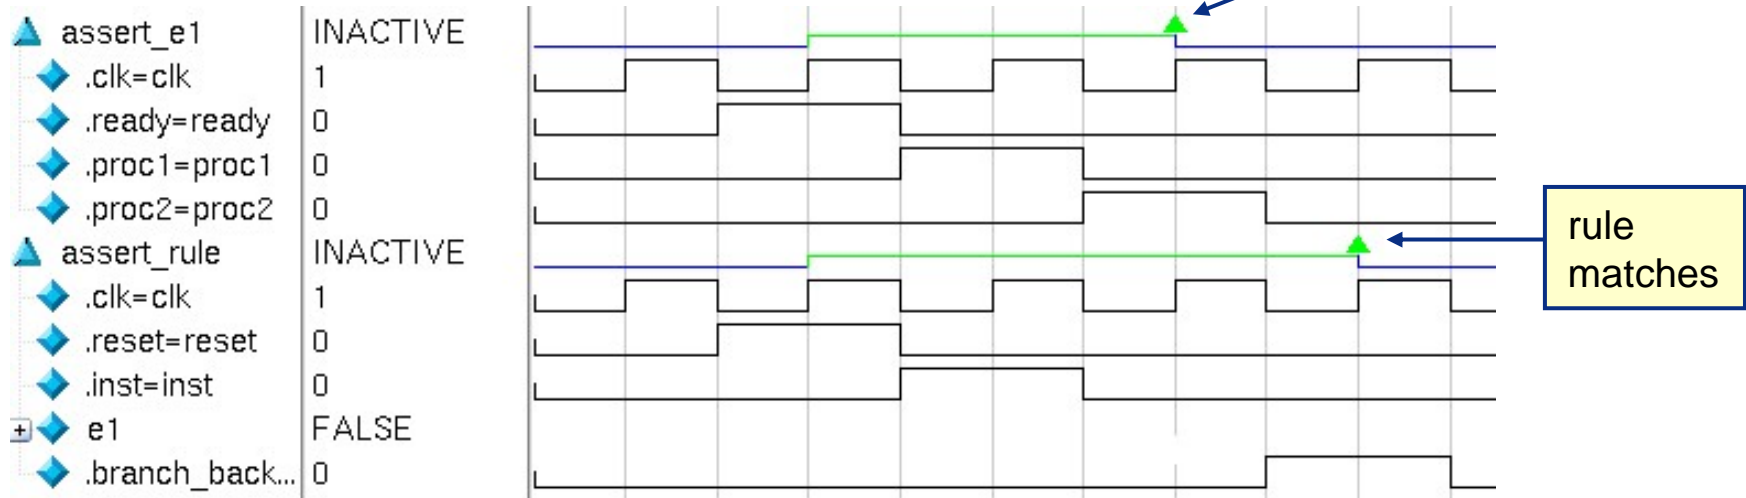 assert_e1 INACTIVE
.clk=clk 1
.ready=ready 0
.proc1=proc1 0
.proc2=proc2 0
assert_rule INACTIVE
.clk=clk 1
.reset=reset 0
.inst=inst 0
+ e1 FALSE
.branch_back... 0
rule
matches